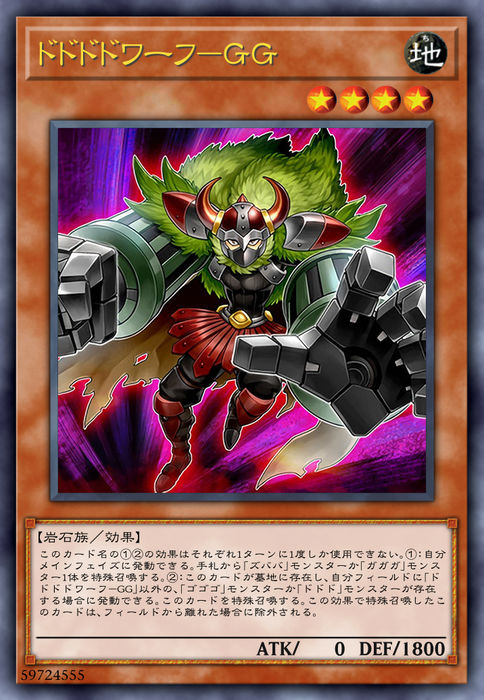 ドドドドワーフ－GG
ち
地
【岩石族／効果】
このカード名の①②の効果はそれぞれ1ターンに1度しか使用できない。①：自分
メインフェイズに発動できる。手札から「ズババ」モンスターか「ガガガ」モンス
ター1体を特殊召喚する。②：このカードが墓地に存在し、自分フィールドに「ド
ドドドワーフ－GG」以外の、「ゴゴゴ」モンスターか「ドドド」モンスターが存在
する場合に発動できる。このカードを特殊召喚する。この効果で特殊召喚したこ
のカードは、フィールドから離れた場合に除外される。
ATK/ 0 DEF/1800
59724555